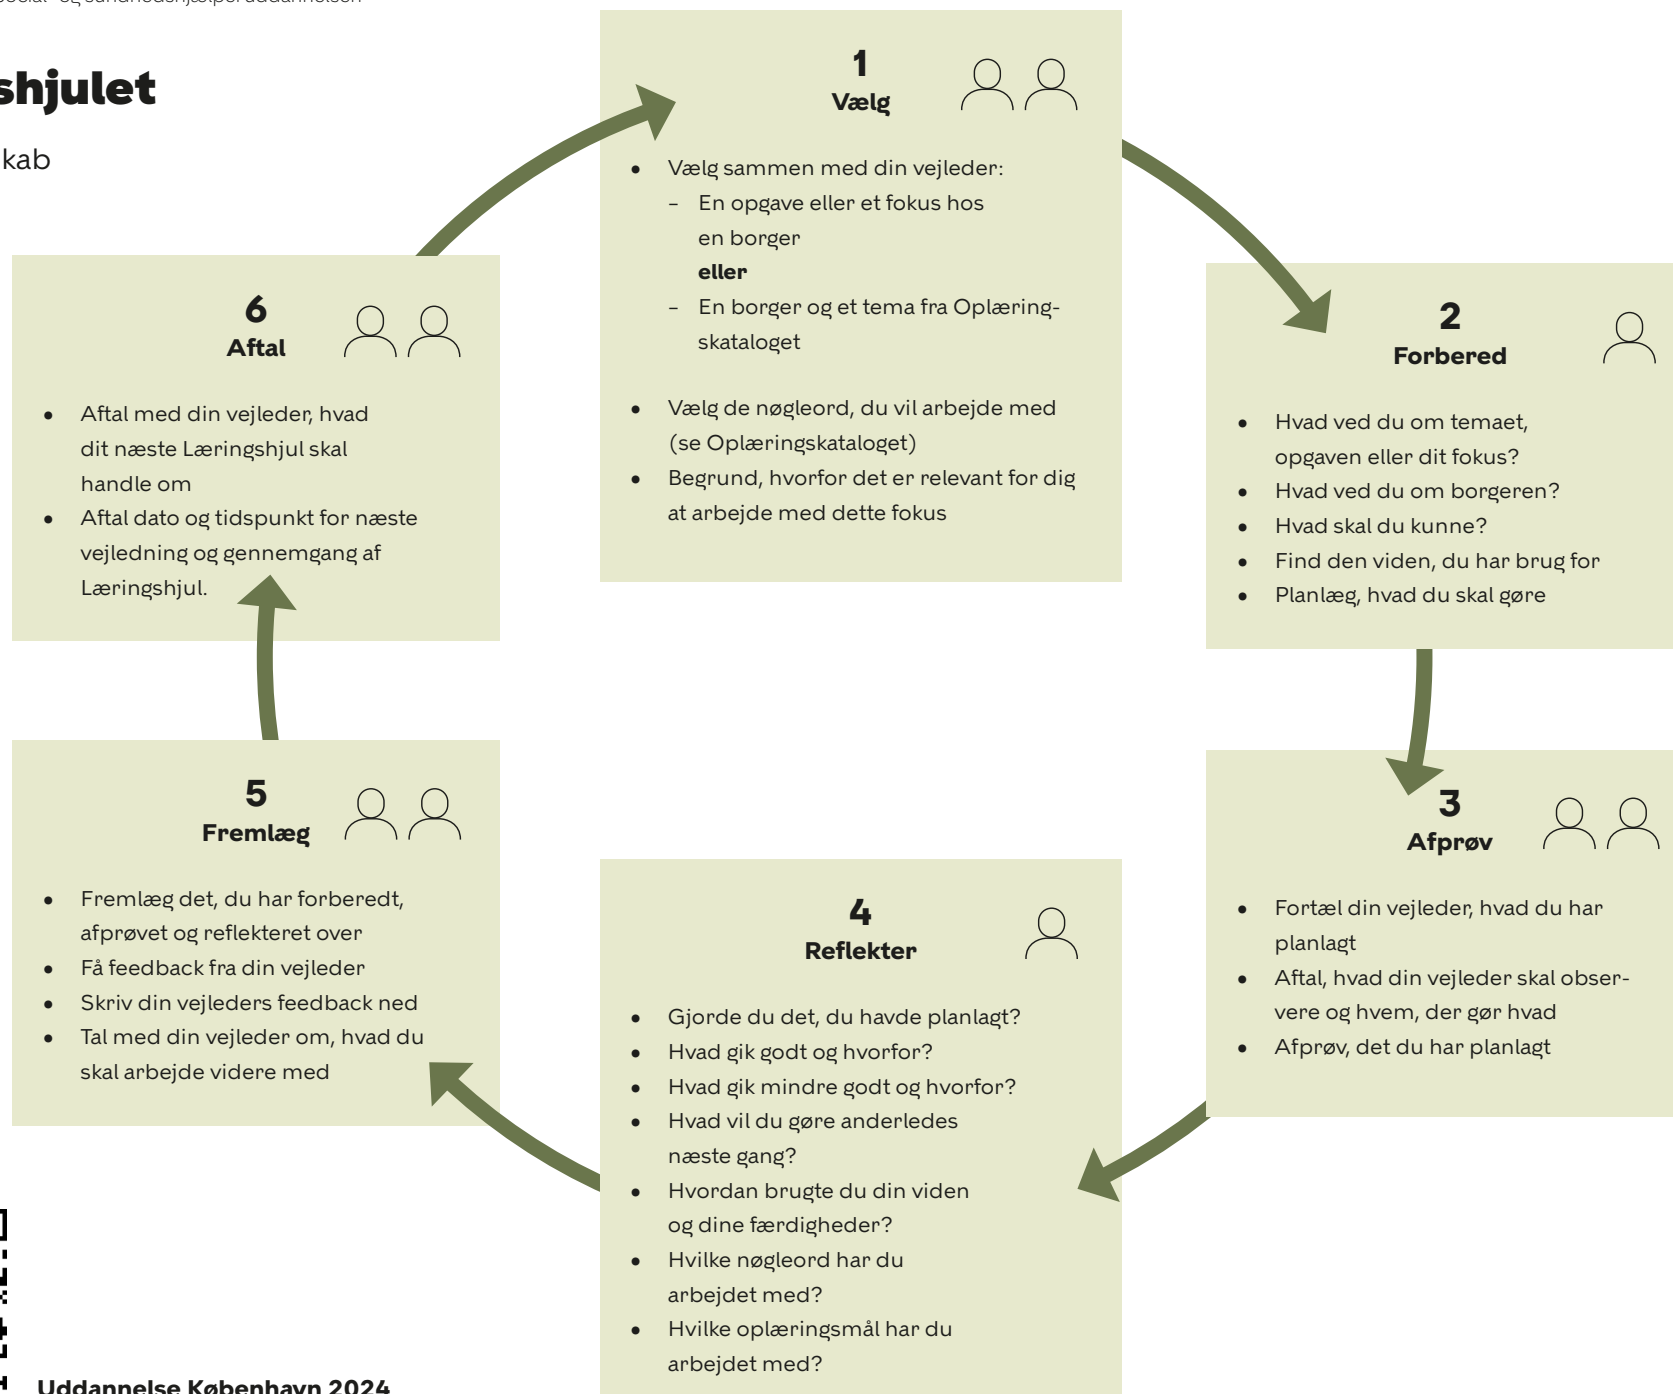 social- og sundhedshjælperuddannelsen
shjulet
kab
1
Vælg
• Vælg sammen med din vejleder:
– En opgave eller et fokus hos
en borger
eller
– En borger og et tema fra Oplæring-
skataloget
• Vælg de nøgleord, du vil arbejde med
(se Oplæringskataloget)
• Begrund, hvorfor det er relevant for dig
at arbejde med dette fokus
2
Forbered
• Hvad ved du om temaet,
opgaven eller dit fokus?
• Hvad ved du om borgeren?
• Hvad skal du kunne?
• Find den viden, du har brug for
• Planlæg, hvad du skal gøre
3
Afprøv
• Fortæl din vejleder, hvad du har
planlagt
• Aftal, hvad din vejleder skal obser-
vere og hvem, der gør hvad
• Afprøv, det du har planlagt
4
Reflekter
• Gjorde du det, du havde planlagt?
• Hvad gik godt og hvorfor?
• Hvad gik mindre godt og hvorfor?
• Hvad vil du gøre anderledes
næste gang?
• Hvordan brugte du din viden
og dine færdigheder?
• Hvilke nøgleord har du
arbejdet med?
• Hvilke oplæringsmål har du
arbejdet med?
5
Fremlæg
• Fremlæg det, du har forberedt,
afprøvet og reflekteret over
• Få feedback fra din vejleder
• Skriv din vejleders feedback ned
• Tal med din vejleder om, hvad du
skal arbejde videre med
6
Aftal
• Aftal med din vejleder, hvad
dit næste Læringshjul skal
handle om
• Aftal dato og tidspunkt for næste
vejledning og gennemgang af
Læringshjul.
Uddannelse København 2024